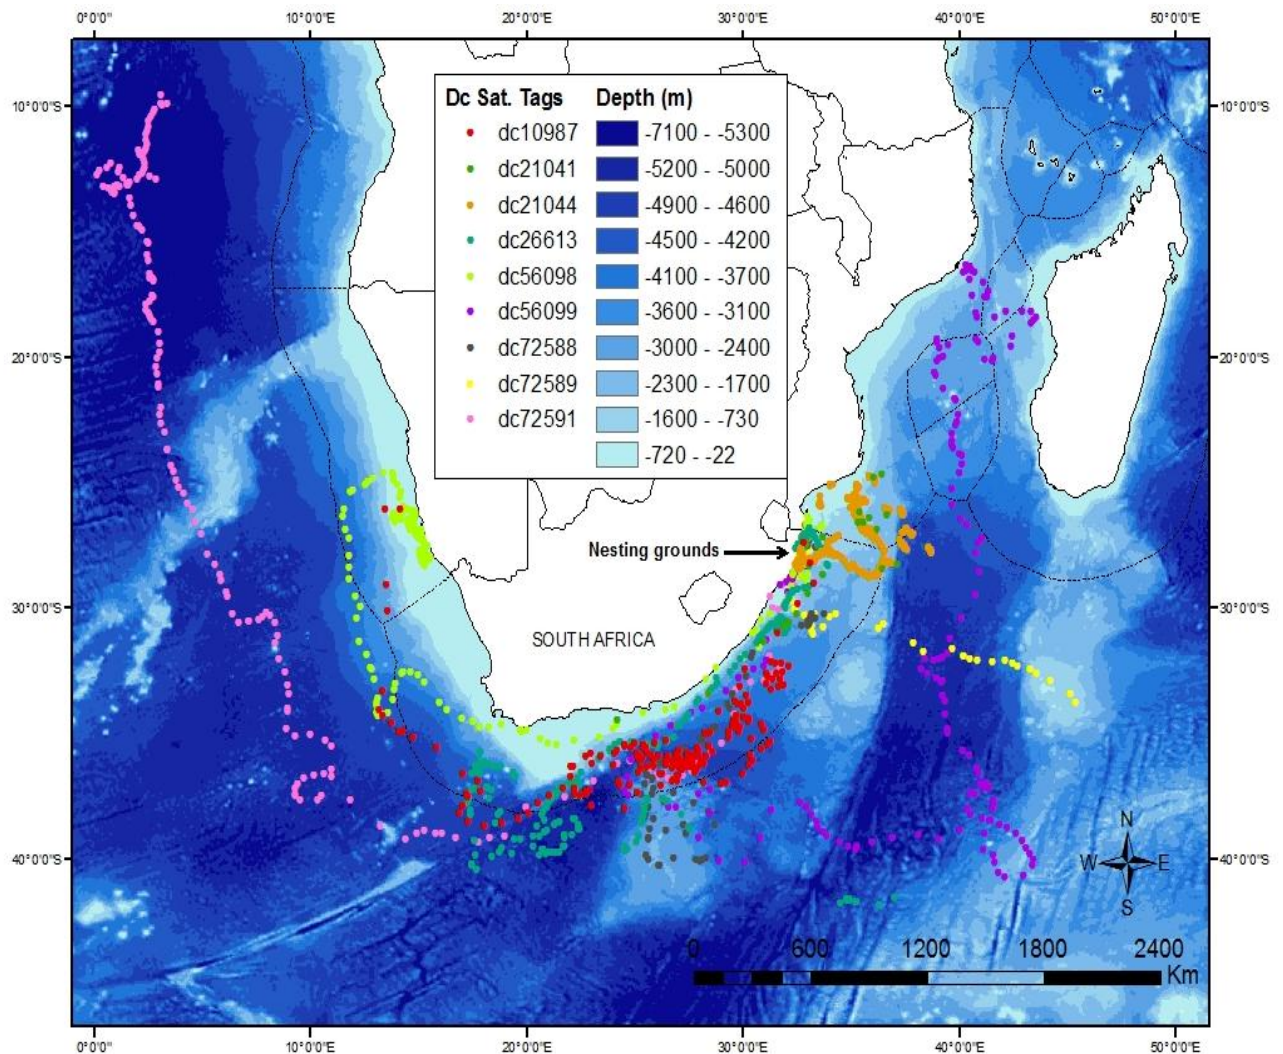 0°0'0" 10°0'0"E 20°0'0"E 30°0'0"E 40°0'0"E 50°0'0"E
Dc Sat. Tags Depth (m)
10°0'0"S 10°0'0"S
dc10987 -7100 - -5300
dc21041 -5200 - -5000
dc21044 -4900 - -4600
dc26613 -4500 - -4200
dc56098 -4100 - -3700
dc56099 -3600 - -3100
dc72588 -3000 - -2400
20°0'0"S 20°0'0"S
dc72589 -2300 - -1700
dc72591 -1600 - -730
-720 - -22
Nesting grounds
30°0'0"S 30°0'0"S
SOUTH AFRICA
N
40°0'0"S W E 40°0'0"S
S
0 600 1200 1800 2400
Km
0°0'0" 10°0'0"E 20°0'0"E 30°0'0"E 40°0'0"E 50°0'0"E